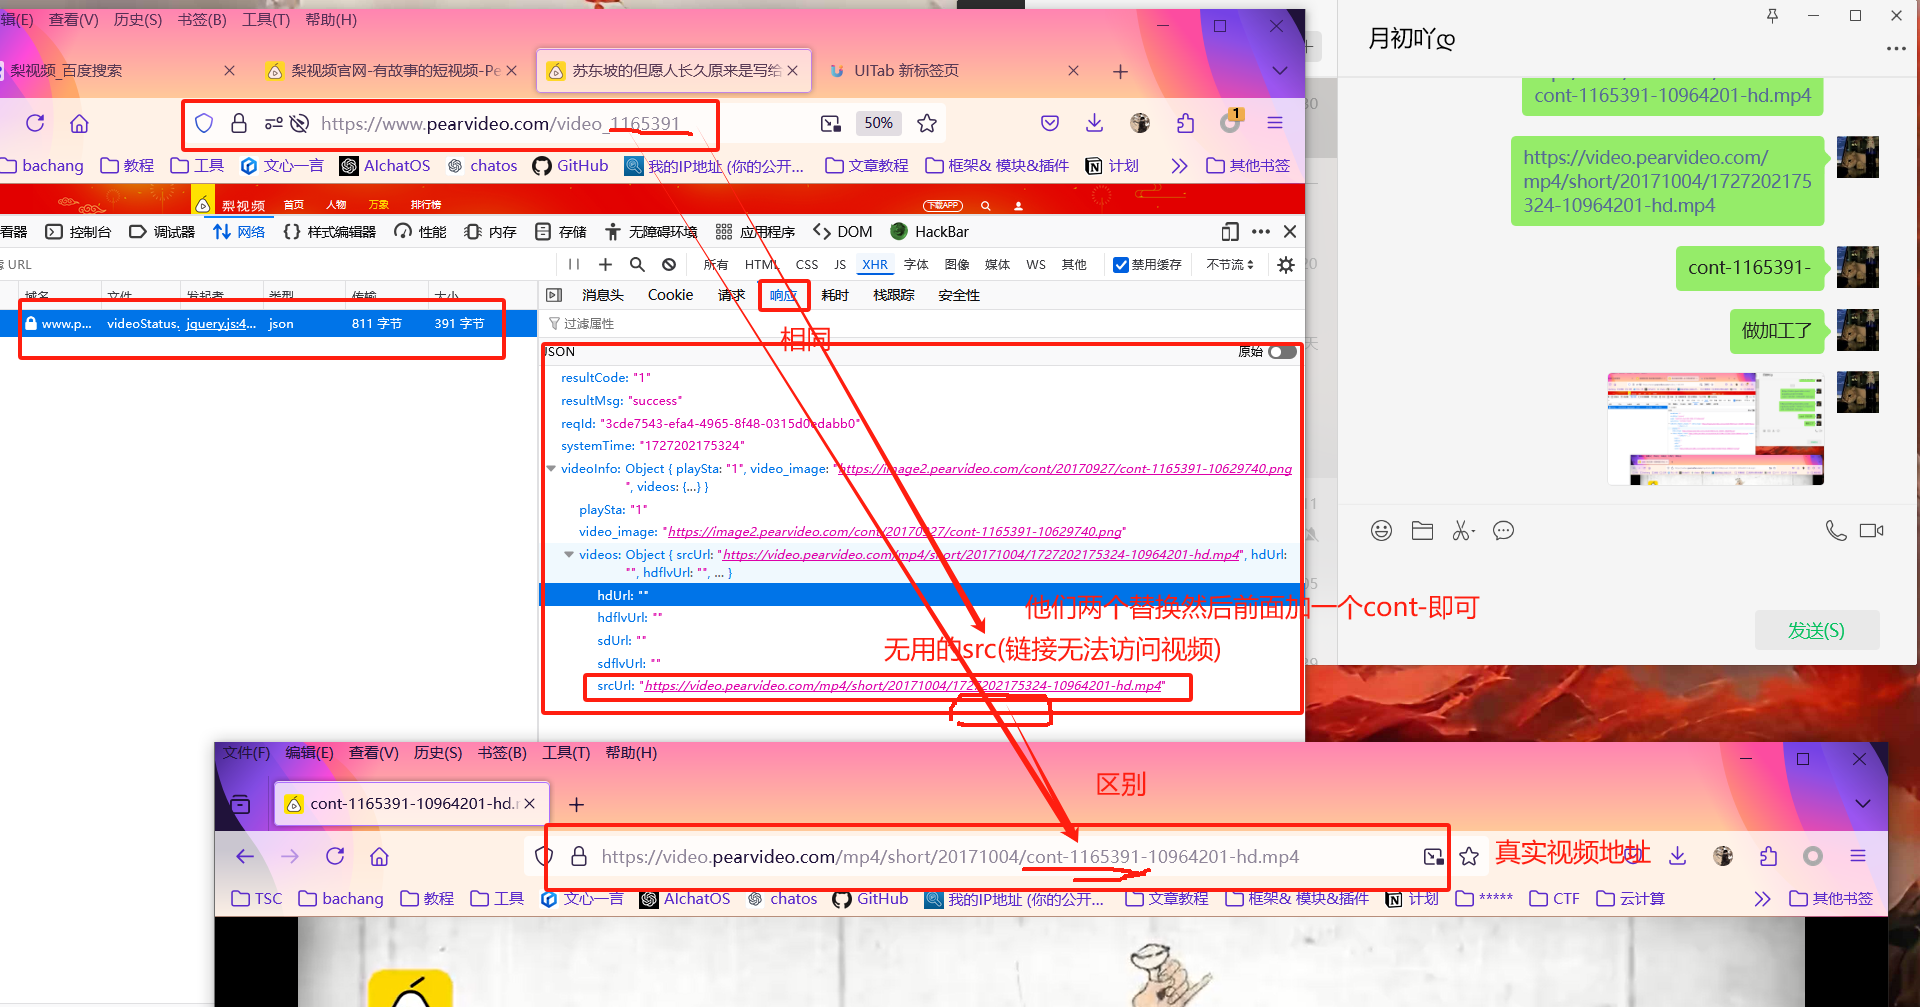 辑(E) 查看(V) 历史(S) 书签(B) 工具(T) 帮助(H)
梨视频_百度搜索
梨视频官网-有故事的短视频-Pe
苏东坡的但愿人长久原来是写给
UITab 新标签页
https://www.pearvideo.com/video_1165391
50%
1
bachang 教程 工具 文心一言 AIchatOS chatos GitHub 我的IP地址 (你的公开... 文章教程 框架& 模块&插件 计划 其他书签
梨视频 首页 人物 万象 排行榜 下载APP
看器 控制台 调试器 网络 样式编辑器 性能 内存 存储 无障碍环境 应用程序 DOM HackBar
URL
所有 HTML CSS JS XHR 字体 图像 媒体 WS 其他 禁用缓存 不节流
域名 文件 发起者 类型 传输 大小
www.p... videoStatus. jquery.js:4... json 811 字节 391 字节
消息头 Cookie 请求 响应 耗时 栈跟踪 安全性
过滤属性
相同
JSON
原始
resultCode: "1"
resultMsg: "success"
reqId: "3cde7543-efa4-4965-8f48-0315d0edabb0"
systemTime: "1727202175324"
videoInfo: Object { playSta: "1", video_image: "https://image2.pearvideo.com/cont/20170927/cont-1165391-10629740.png
", videos: {...} }
playSta: "1"
video_image: "https://image2.pearvideo.com/cont/20170927/cont-1165391-10629740.png"
videos: Object { srcUrl: "https://video.pearvideo.com/mp4/short/20171004/1727202175324-10964201-hd.mp4", hdUrl:
"", hdflvUrl: "", ... }
hdUrl: ""
hdflvUrl: ""
sdUrl: ""
sdflvUrl: ""
srcUrl: "https://video.pearvideo.com/mp4/short/20171004/1727202175324-10964201-hd.mp4"
他们两个替换然后前面加一个cont-即可
无用的src(链接无法访问视频)
月初吖
cont-1165391-10964201-hd.mp4
https://video.pearvideo.com/
mp4/short/20171004/1727202175
324-10964201-hd.mp4
cont-1165391-
做加工了
发送(S)
文件(F) 编辑(E) 查看(V) 历史(S) 书签(B) 工具(T) 帮助(H)
区别
cont-1165391-10964201-hd.r
https://video.pearvideo.com/mp4/short/20171004/cont-1165391-10964201-hd.mp4
真实视频地址
TSC bachang 教程 工具 文心一言 AIchatOS chatos GitHub 我的IP地址 (你的公开... 文章教程 框架& 模块&插件 计划 ***** CTF 云计算 其他书签